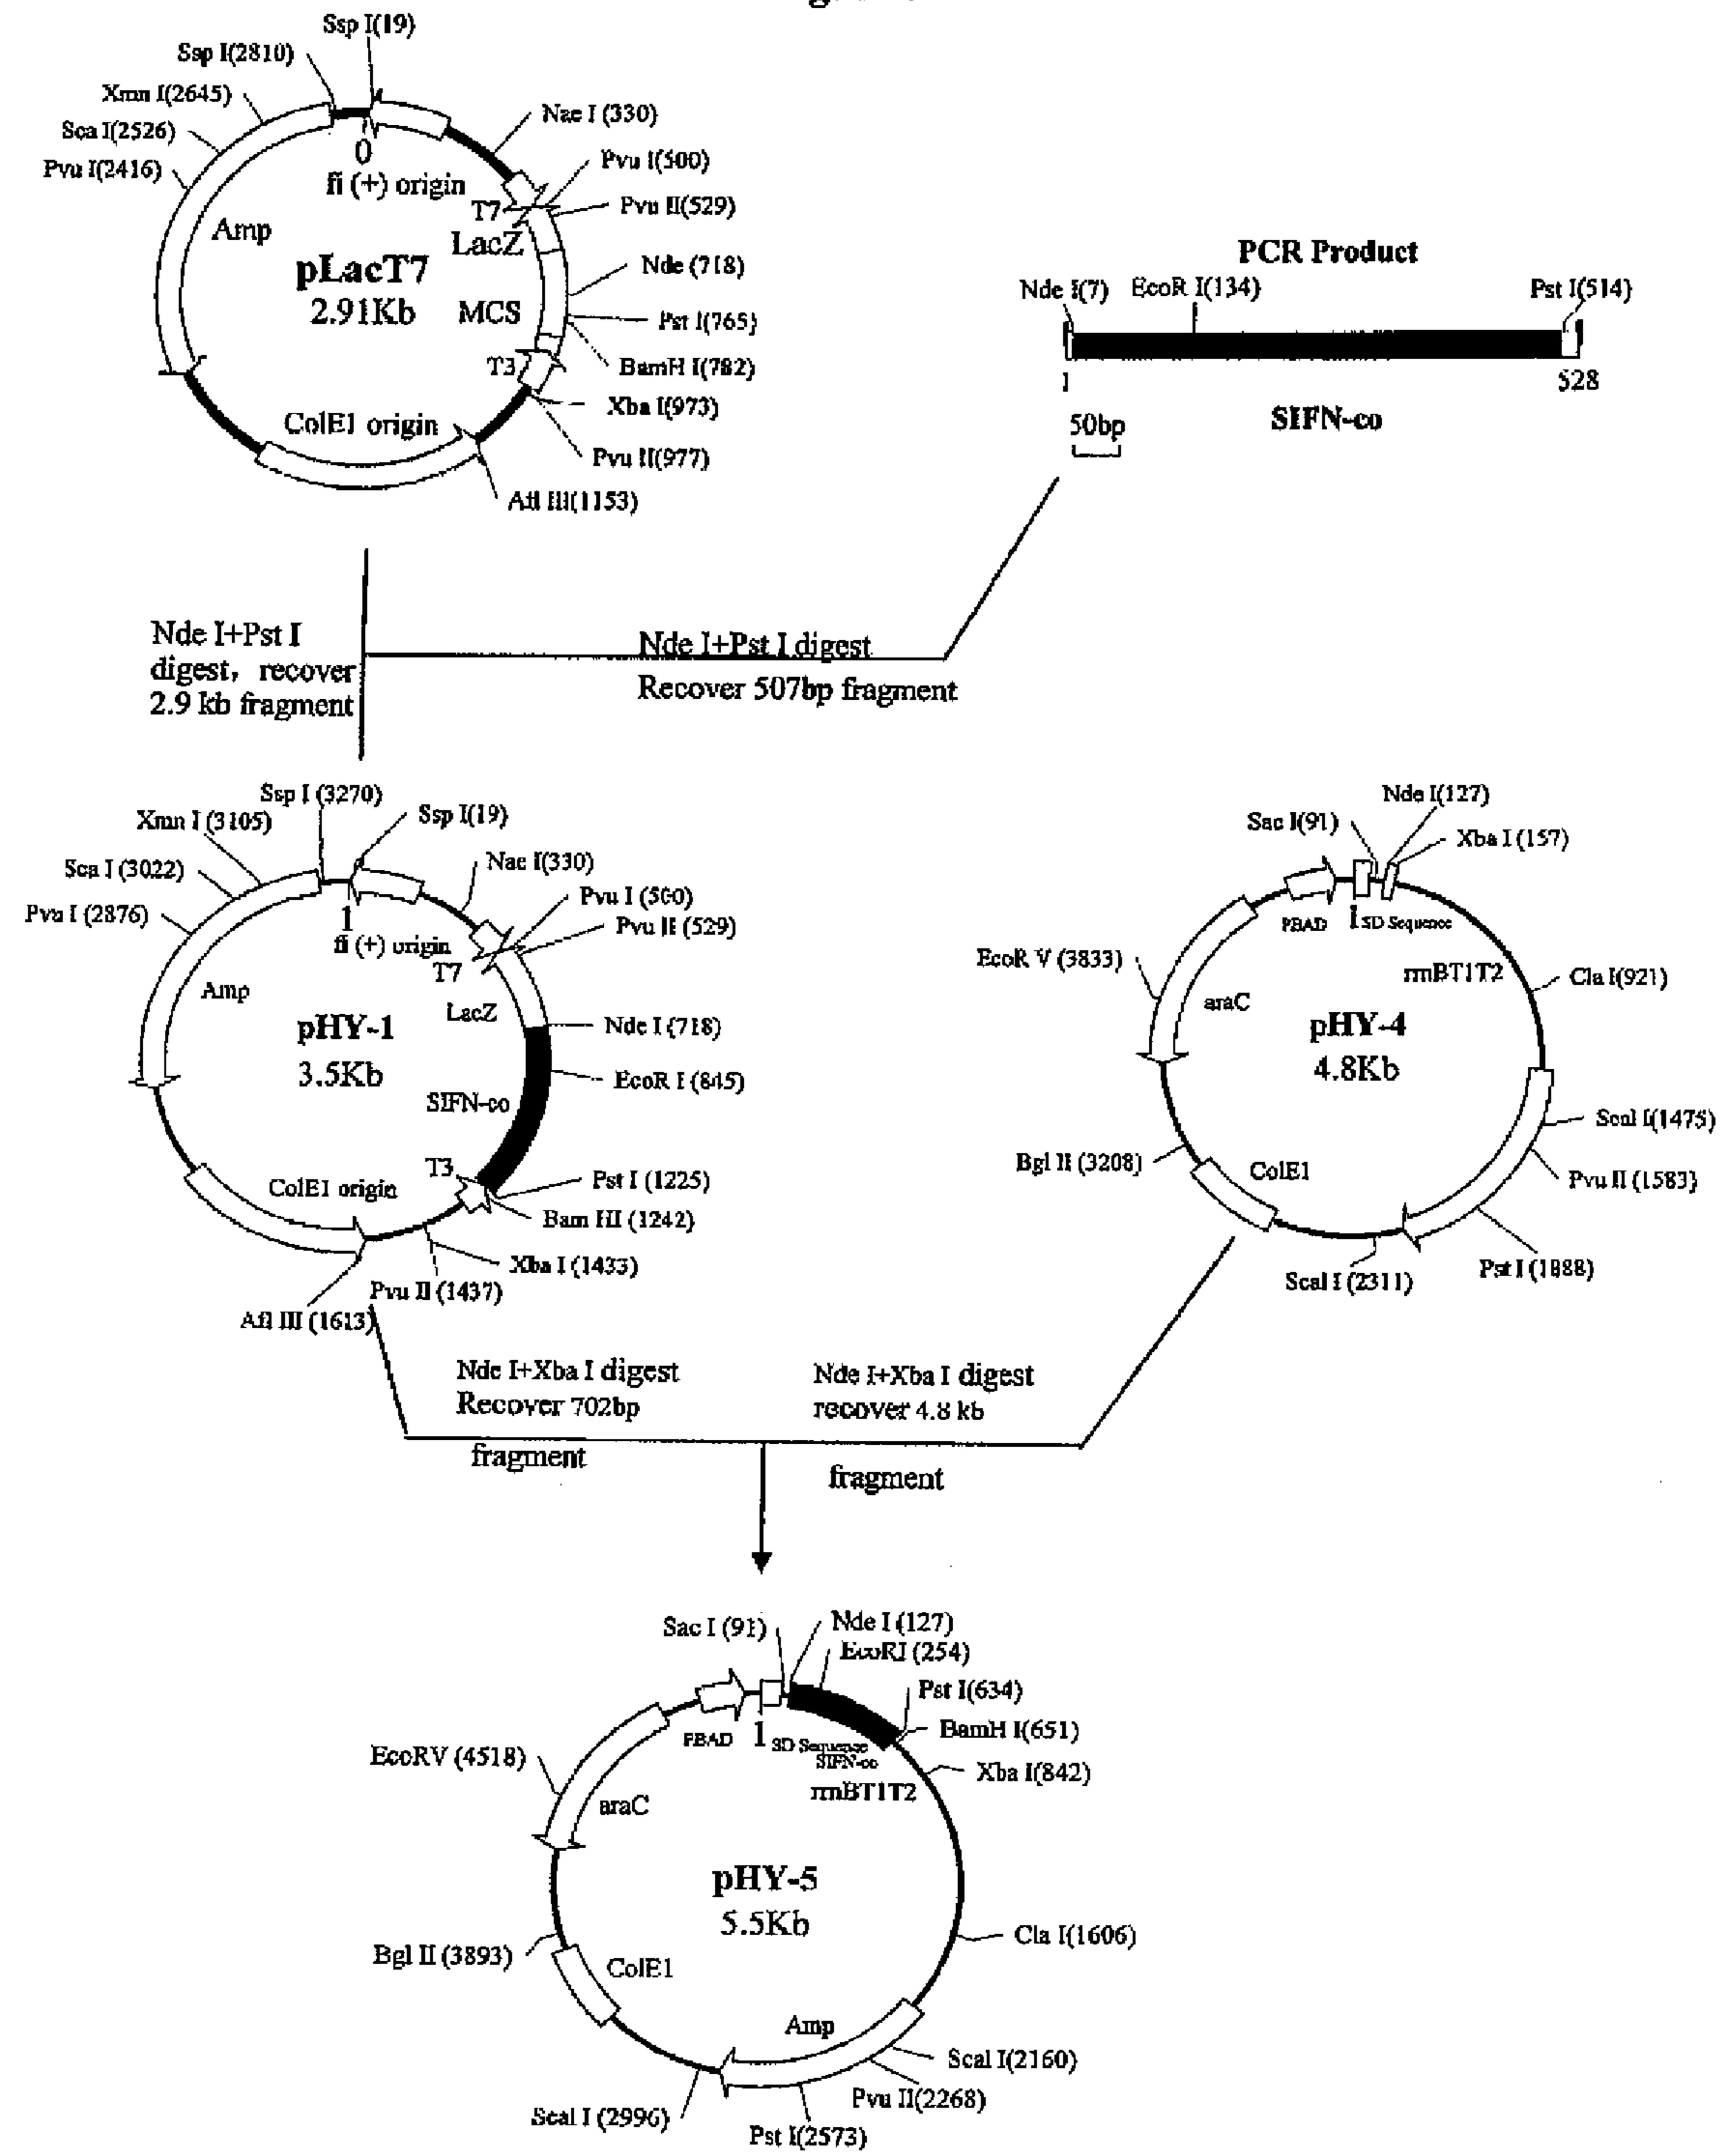 Ssp I(19)
Ssp I(2810)
Xmn I(2645)
Sca I(2526)
Pvu I(2416)
Nae I (330)
Pvu I(500)
Pvu II(529)
Nde (718)
Pst I(765)
BamH I(782)
Xba I(973)
Pvu II(977)
Afl III(1153)
0
fi (+) origin
T7
LacZ
Amp
pLacT7
2.91Kb
MCS
T3
ColE1 origin
PCR Product
Nde I(7)
EcoR I(134)
Pst I(514)
1
528
50bp
SIFN-co
Nde I+Pst I
digest, recover
2.9 kb fragment
Nde I+Pst I digest
Recover 507bp fragment
Ssp I (3270)
Ssp I(19)
Xmn I (3105)
Sca I (3022)
Pvu I (2876)
Nae I(330)
Pvu I (500)
Pvu II (529)
1
fi (+) origin
T7
Amp
LacZ
pHY-1
3.5Kb
Nde I (718)
EcoR I (845)
SIFN-co
T3
ColE1 origin
Pst I (1225)
Bam HI (1242)
Xba I (1433)
Pvu II (1437)
Afl III (1613)
Nde I(127)
Sac I(91)
Xba I (157)
PBAD
1
SD Sequence
EcoR V (3833)
rrnBT1T2
Cla I(921)
araC
pHY-4
4.8Kb
Scal I(1475)
Bgl II (3208)
ColE1
Pvu II (1583)
Pst I (1888)
Scal I (2311)
Nde I+Xba I digest
Recover 702bp
fragment
Nde I+Xba I digest
recover 4.8 kb
fragment
Sac I (91)
Nde I (127)
EcoRI (254)
Pst I(634)
BamH I(651)
Xba I(842)
PBAD
1
SD Sequence
SIFN-co
rrnBT1T2
EcoRV (4518)
araC
pHY-5
5.5Kb
Cla I(1606)
Bgl II (3893)
ColE1
Amp
Scal I(2160)
Pvu II(2268)
Pst I(2573)
Scal I (2996)